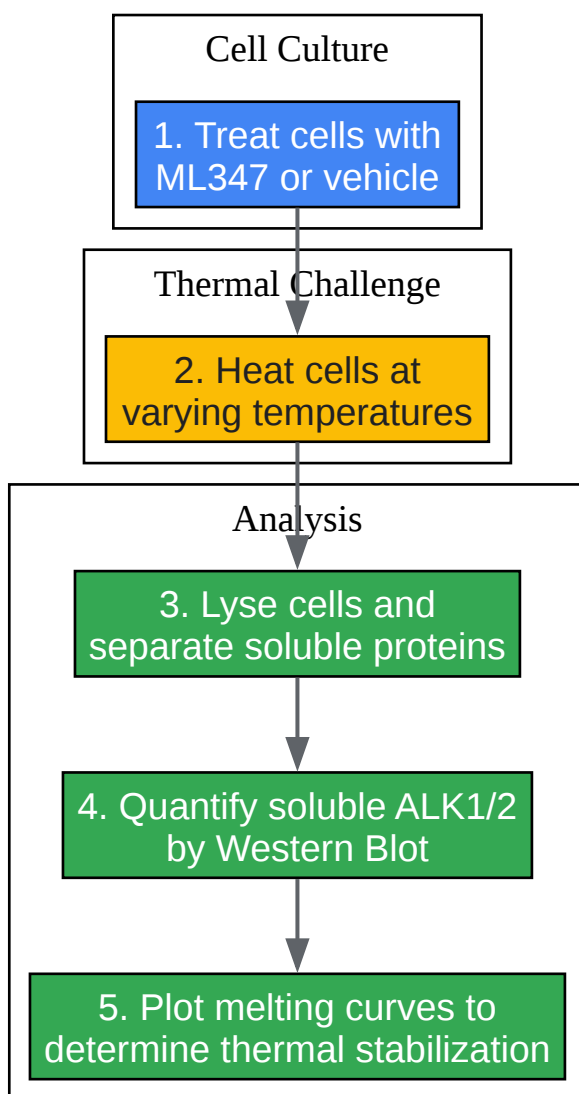 Cell Culture
1. Treat cells with
ML347 or vehicle
Thermal Challenge
2. Heat cells at
varying temperatures
Analysis
3. Lyse cells and
separate soluble proteins
4. Quantify soluble ALK1/2
by Western Blot
5. Plot melting curves to
determine thermal stabilization